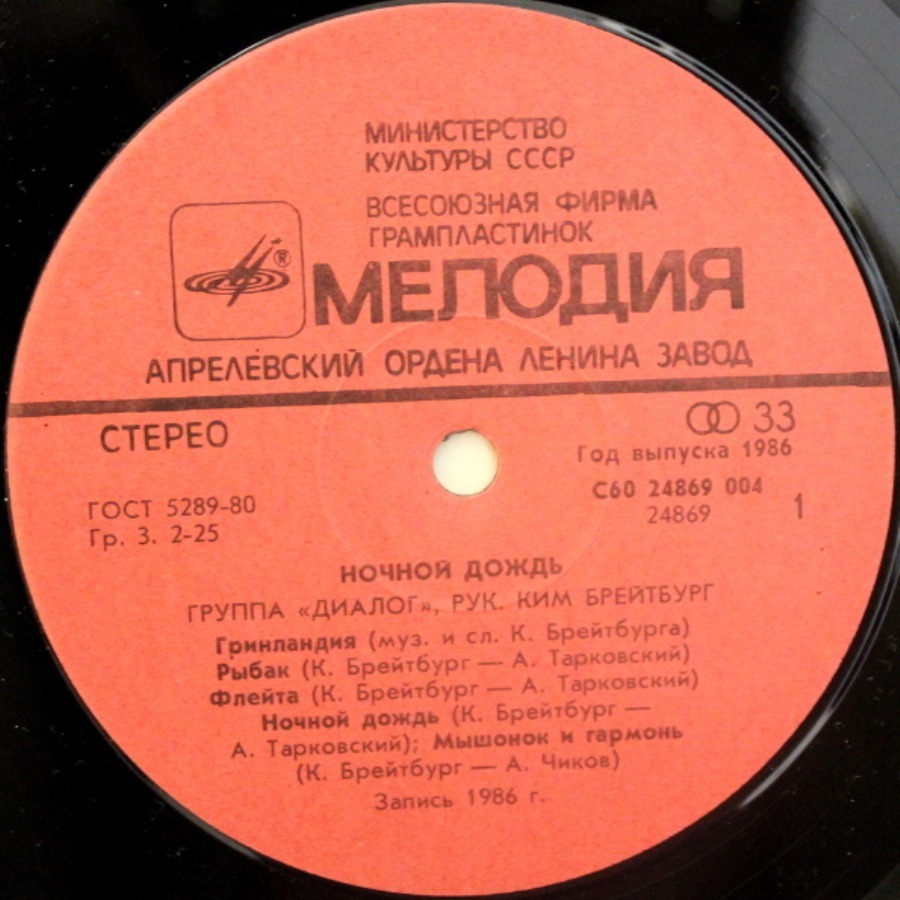 МИНИСТЕРСТВО
КУЛЬТУРЫ СССР
ВСЕСОЮЗНАЯ ФИРМА
ГРАМПЛАСТИНОК
®
МЕЛОДИЯ
АПРЕЛЕВСКИЙ ОРДЕНА ЛЕНИНА ЗАВОД
СТЕРЕО
33
Год выпуска 1986
ГОСТ 5289-80
Гр. 3. 2-25
С60 24869 004
24869
1
НОЧНОЙ ДОЖДЬ
ГРУППА «ДИАЛОГ», РУК. КИМ БРЕЙТБУРГ
Гринландия (муз. и сл. К. Брейтбурга)
Рыбак (К. Брейтбург — А. Тарковский)
Флейта (К. Брейтбург — А. Тарковский)
Ночной дождь (К. Брейтбург —
А. Тарковский); Мышонок и гармонь
(К. Брейтбург — А. Чиков)
Запись 1986 г.